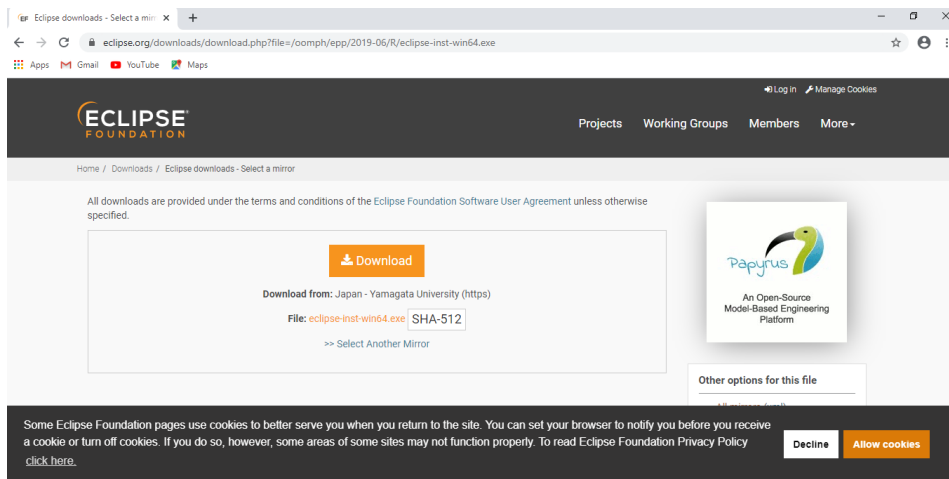 Eclipse downloads - Select a mirr
eclipse.org/downloads/download.php?file=/oomph/epp/2019-06/R/eclipse-inst-win64.exe
Apps Gmail YouTube Maps
Log in Manage Cookies
ECLIPSE
FOUNDATION
Projects Working Groups Members More
Home / Downloads / Eclipse downloads - Select a mirror
All downloads are provided under the terms and conditions of the Eclipse Foundation Software User Agreement unless otherwise
specified.
Download
Download from: Japan - Yamagata University (https)
File: eclipse-inst-win64.exe SHA-512
>> Select Another Mirror
Papyrus
An Open-Source
Model-Based Engineering
Platform
Other options for this file
Some Eclipse Foundation pages use cookies to better serve you when you return to the site. You can set your browser to notify you before you receive
a cookie or turn off cookies. If you do so, however, some areas of some sites may not function properly. To read Eclipse Foundation Privacy Policy
click here.
Decline Allow cookies